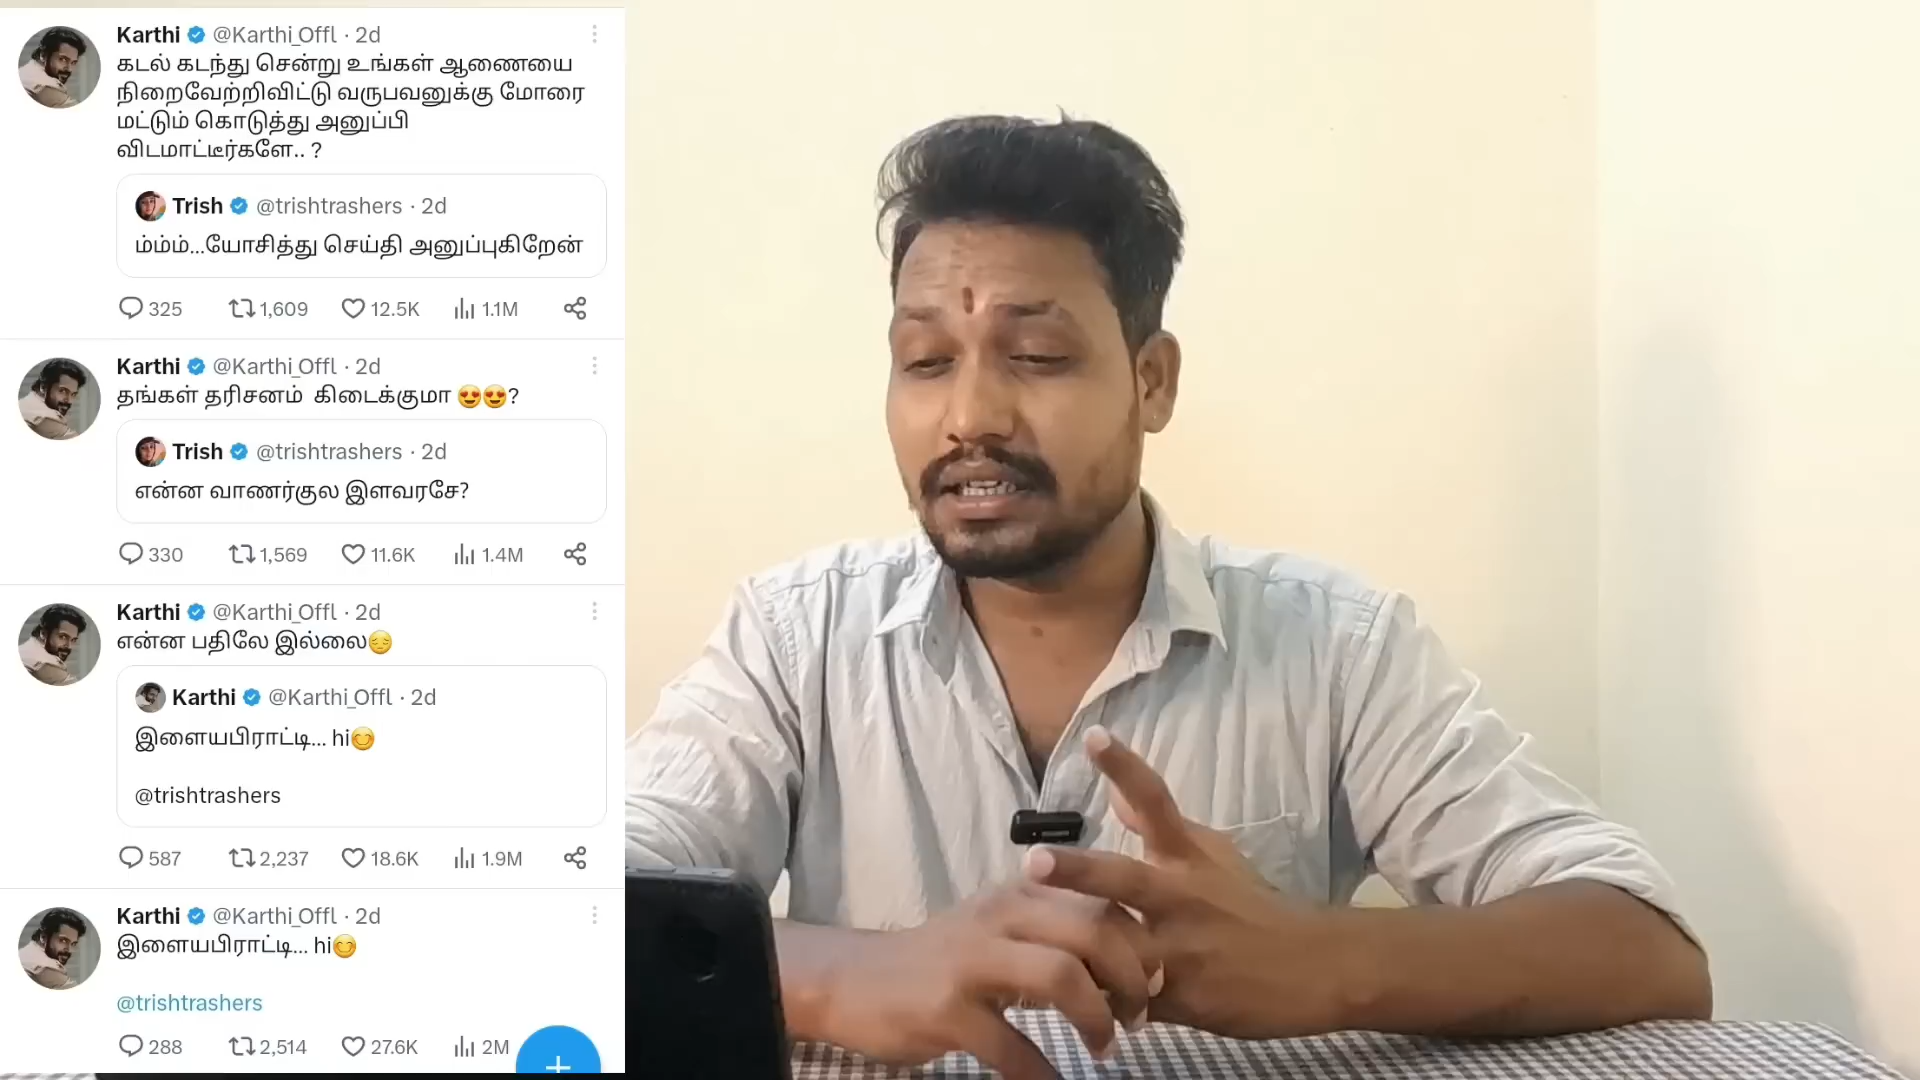 Karthi @Karthi_Offl · 2d
கடல் கடந்து சென்று உங்கள் ஆணையை
நிறைவேற்றிவிட்டு வருபவனுக்கு மோரை
மட்டும் கொடுத்து அனுப்பி
விடமாட்டீர்களே.. ?
Trish @trishtrashers · 2d
ம்ம்ம்...யோசித்து செய்தி அனுப்புகிறேன்
325 1,609 12.5K 1.1M
Karthi @Karthi_Offl · 2d
தங்கள் தரிசனம் கிடைக்குமா 😍😍?
Trish @trishtrashers · 2d
என்ன வாணர்குல இளவரசே?
330 1,569 11.6K 1.4M
Karthi @Karthi_Offl · 2d
என்ன பதிலே இல்லை😔
Karthi @Karthi_Offl · 2d
இளையபிராட்டி... hi😊
@trishtrashers
587 2,237 18.6K 1.9M
Karthi @Karthi_Offl · 2d
இளையபிராட்டி... hi😊
@trishtrashers
288 2,514 27.6K 2M